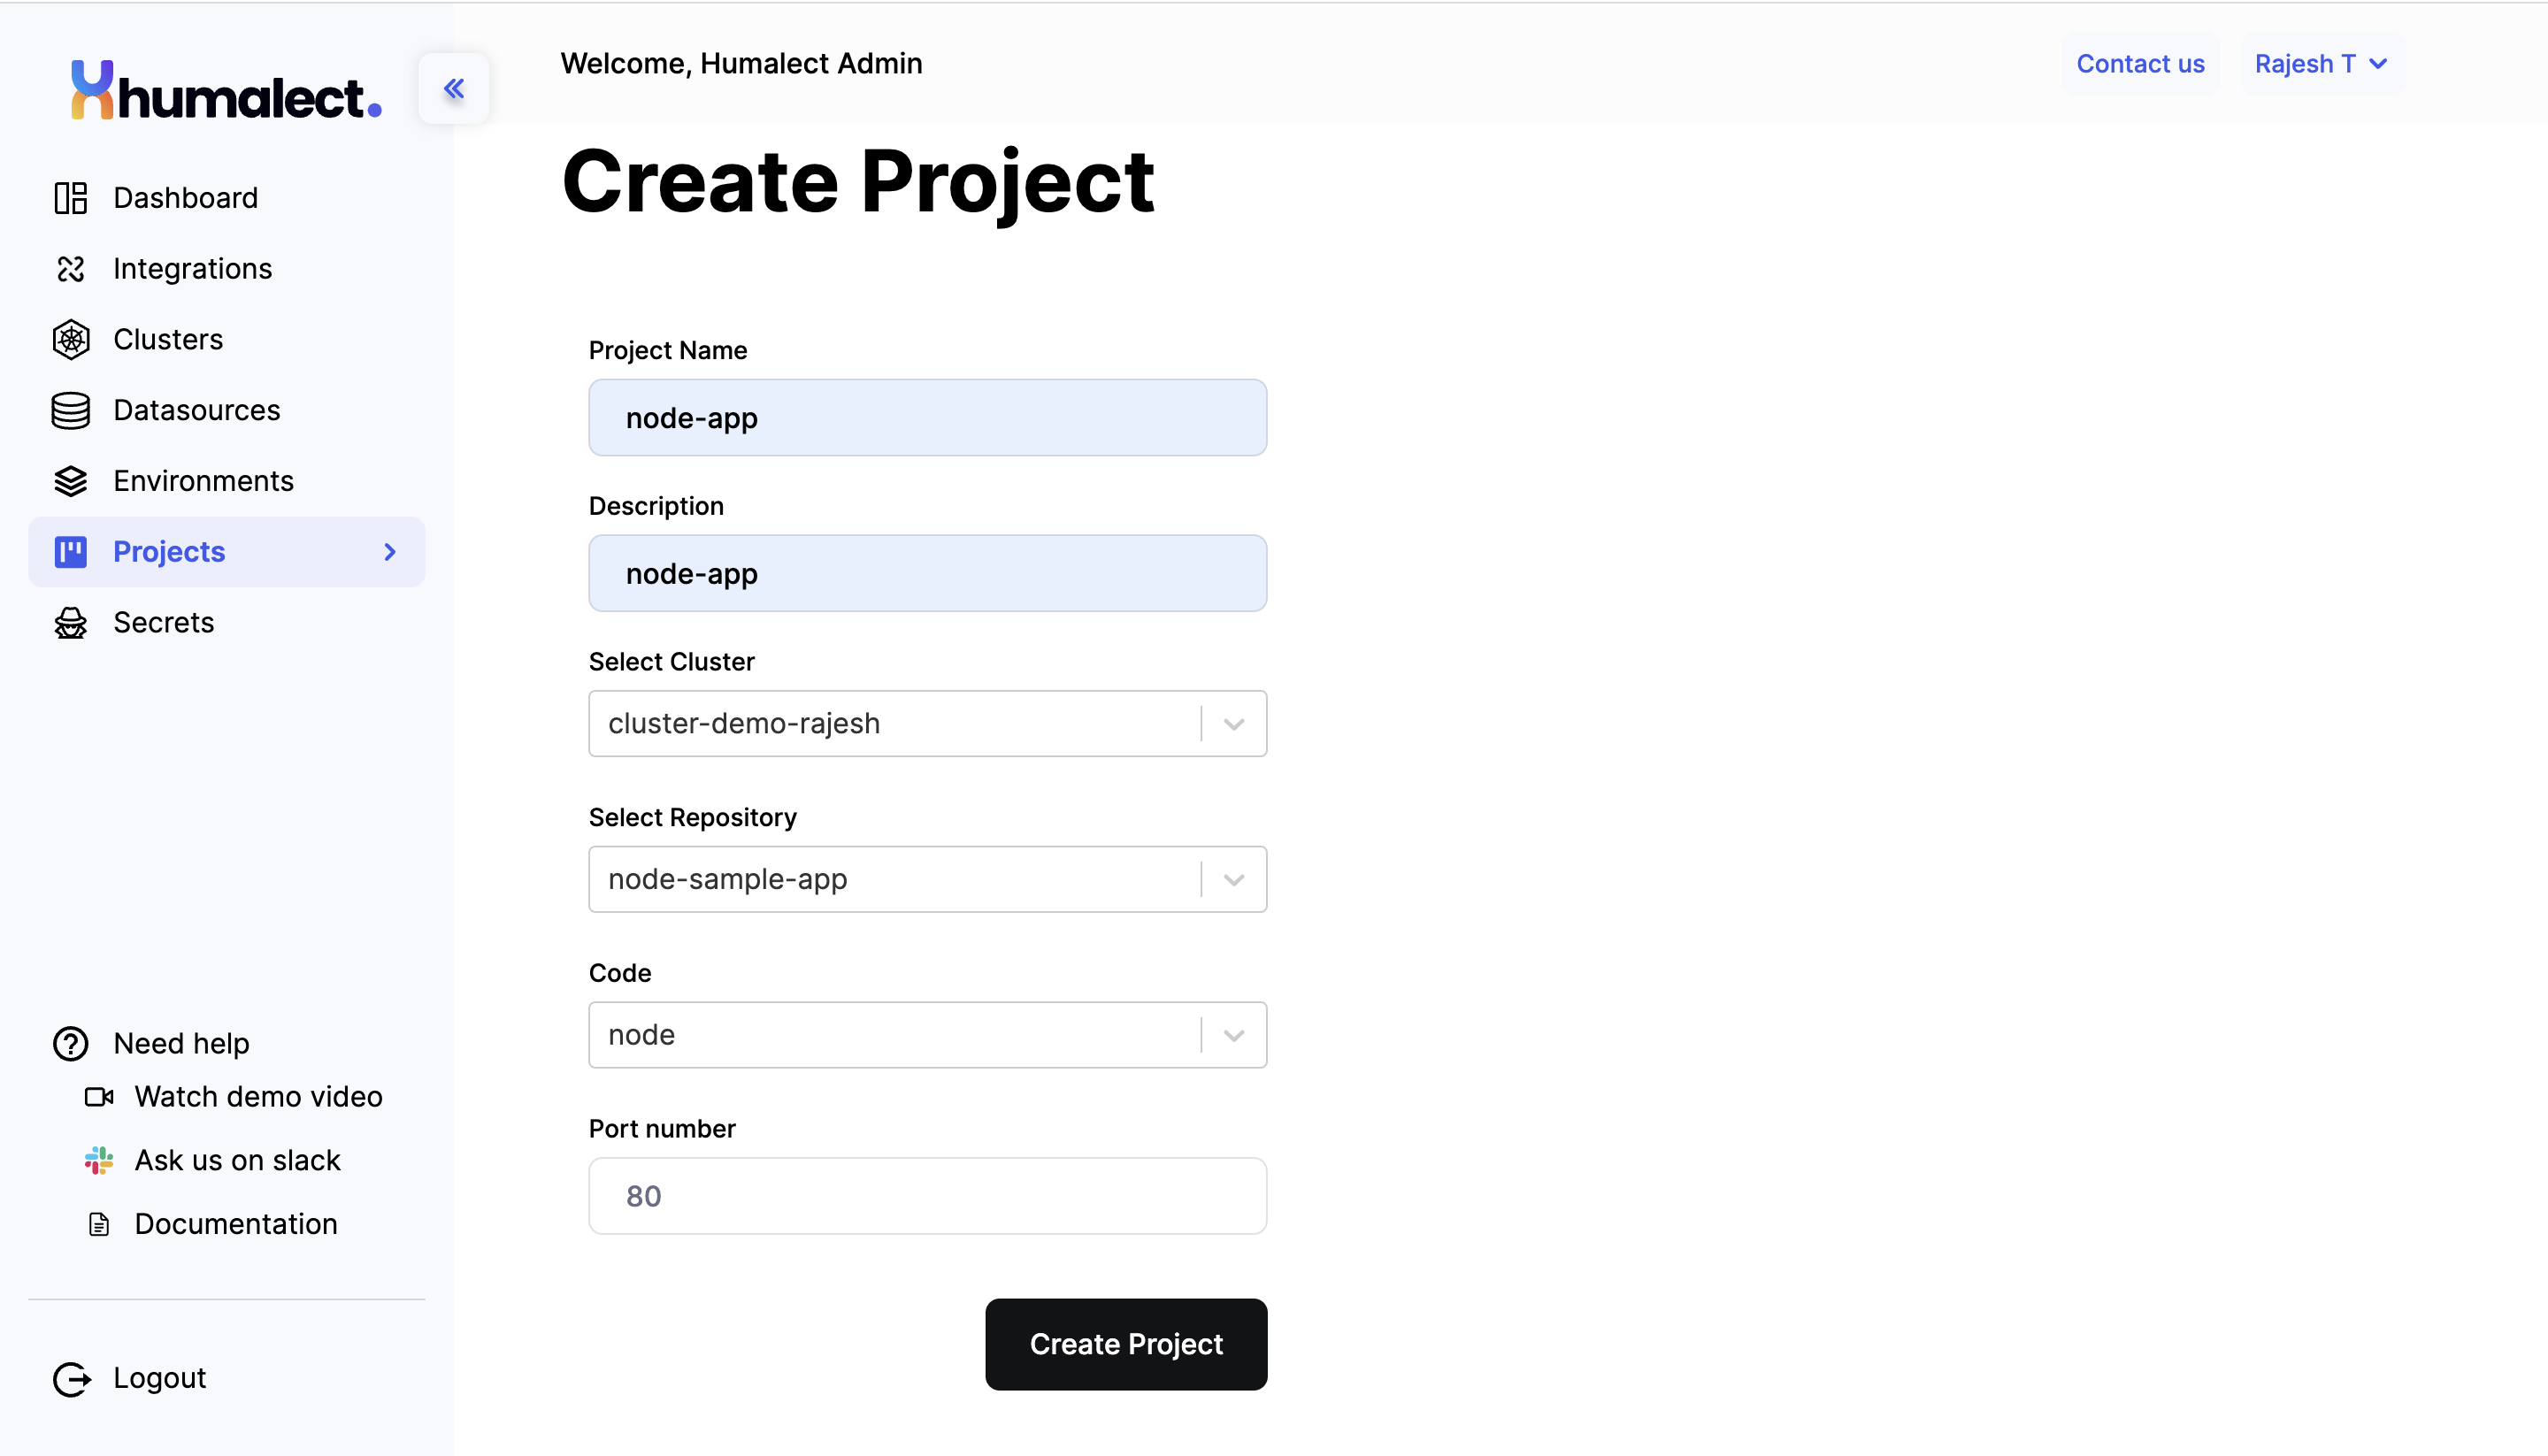 humalect.
Dashboard
Integrations
Clusters
Datasources
Environments
Projects
Secrets
Need help
Watch demo video
Ask us on slack
Documentation
Logout
Welcome, Humalect Admin
Contact us
Rajesh T
Create Project
Project Name
node-app
Description
node-app
Select Cluster
cluster-demo-rajesh
Select Repository
node-sample-app
Code
node
Port number
80
Create Project